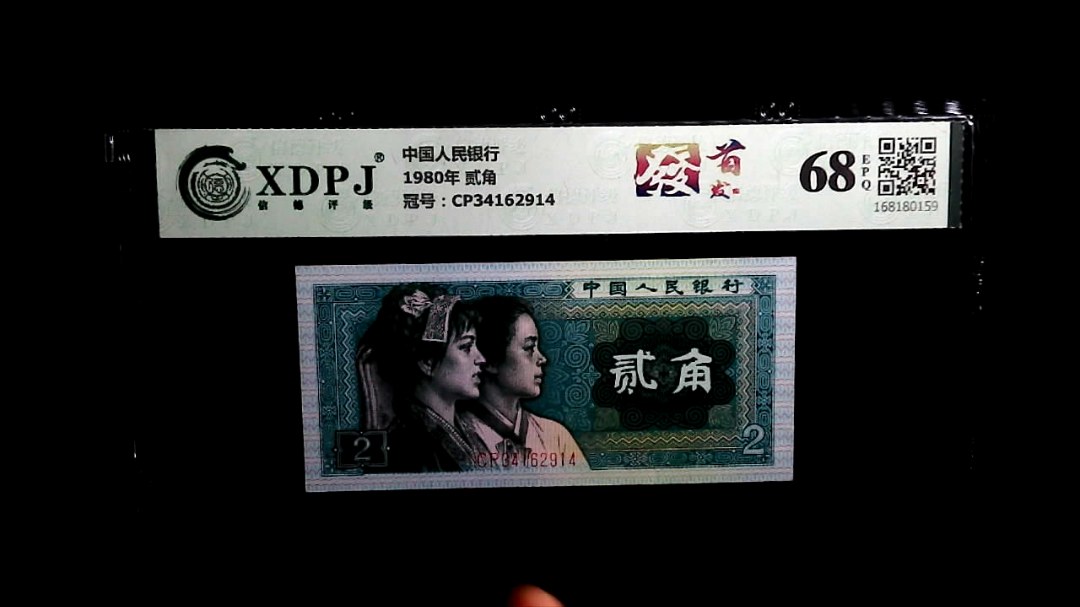 XDPJ®
信德评级
中国人民银行
1980年 贰角
冠号：CP34162914
發 首发
68 EPQ
168180159
中国人民银行
贰角
2
2
CP34162914